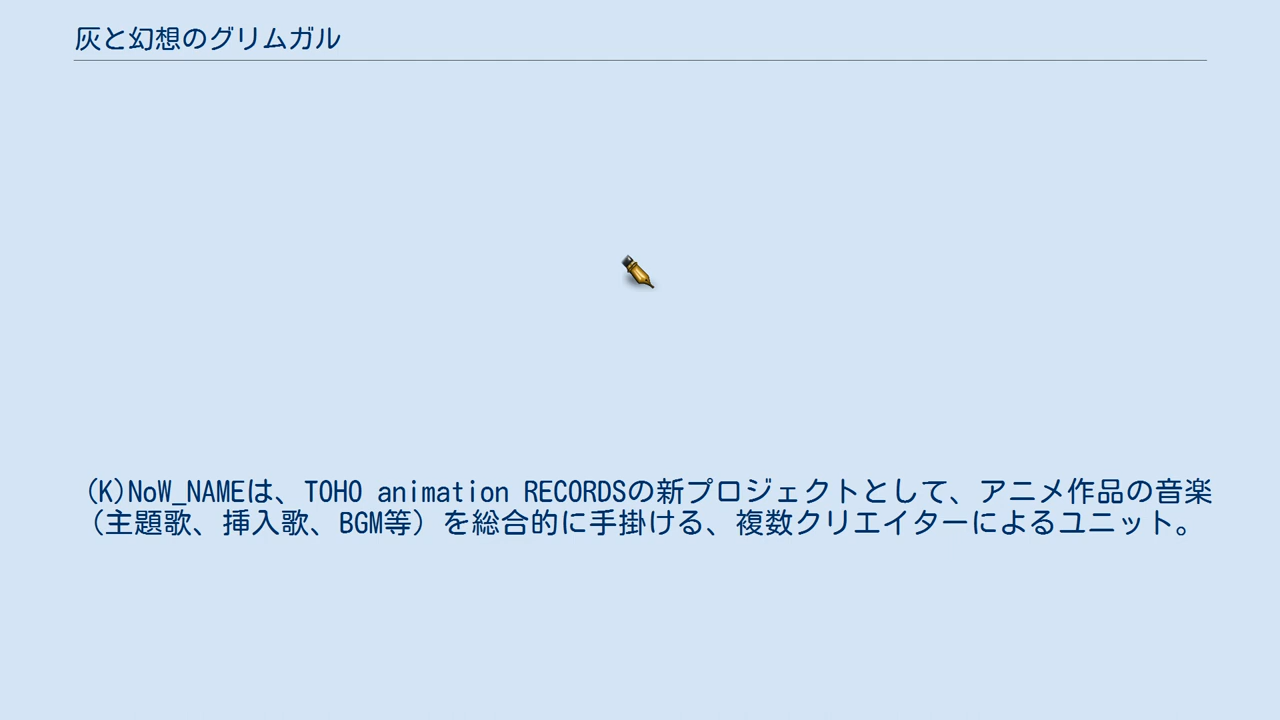 灰と幻想のグリムガル
(K)NoW_NAMEは、TOHO animation RECORDSの新プロジェクトとして、アニメ作品の音楽
（主題歌、挿入歌、BGM等）を総合的に手掛ける、複数クリエイターによるユニット。